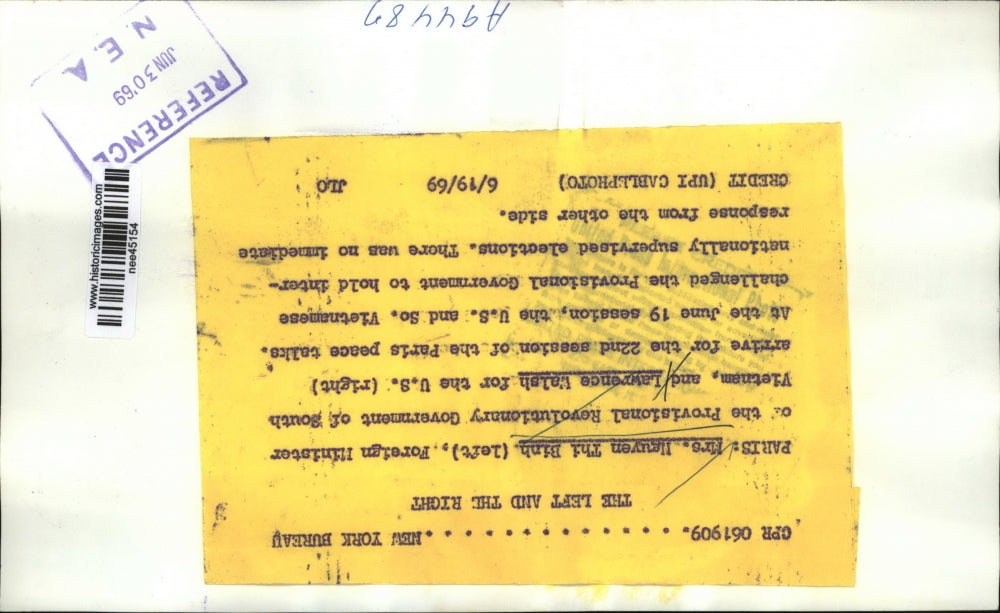 CPR 061909. . . . . . . . . . . . . . .NEW YORK BUREAU
THE LEFT AND THE RIGHT
PARIS: Mrs. Nguyen Thi Binh (left), Foreign Minister
of the Provisional Revolutionary Government of South
Vietnam, and Lawrence Walsh for the U.S. (right)
arrive for the 22nd session of the Paris peace talks.
At the June 19 session, the U.S. and So. Vietnamese
challenged the Provisional Government to hold inter-
nationally supervised elections. There was no immediate
response from the other side.
CREDIT (UPI CABLEPHOTO) 6/19/69 JLO
REFERENCE
JUN 30 '69
N. E. A.
www.historicimages.com
nee45154